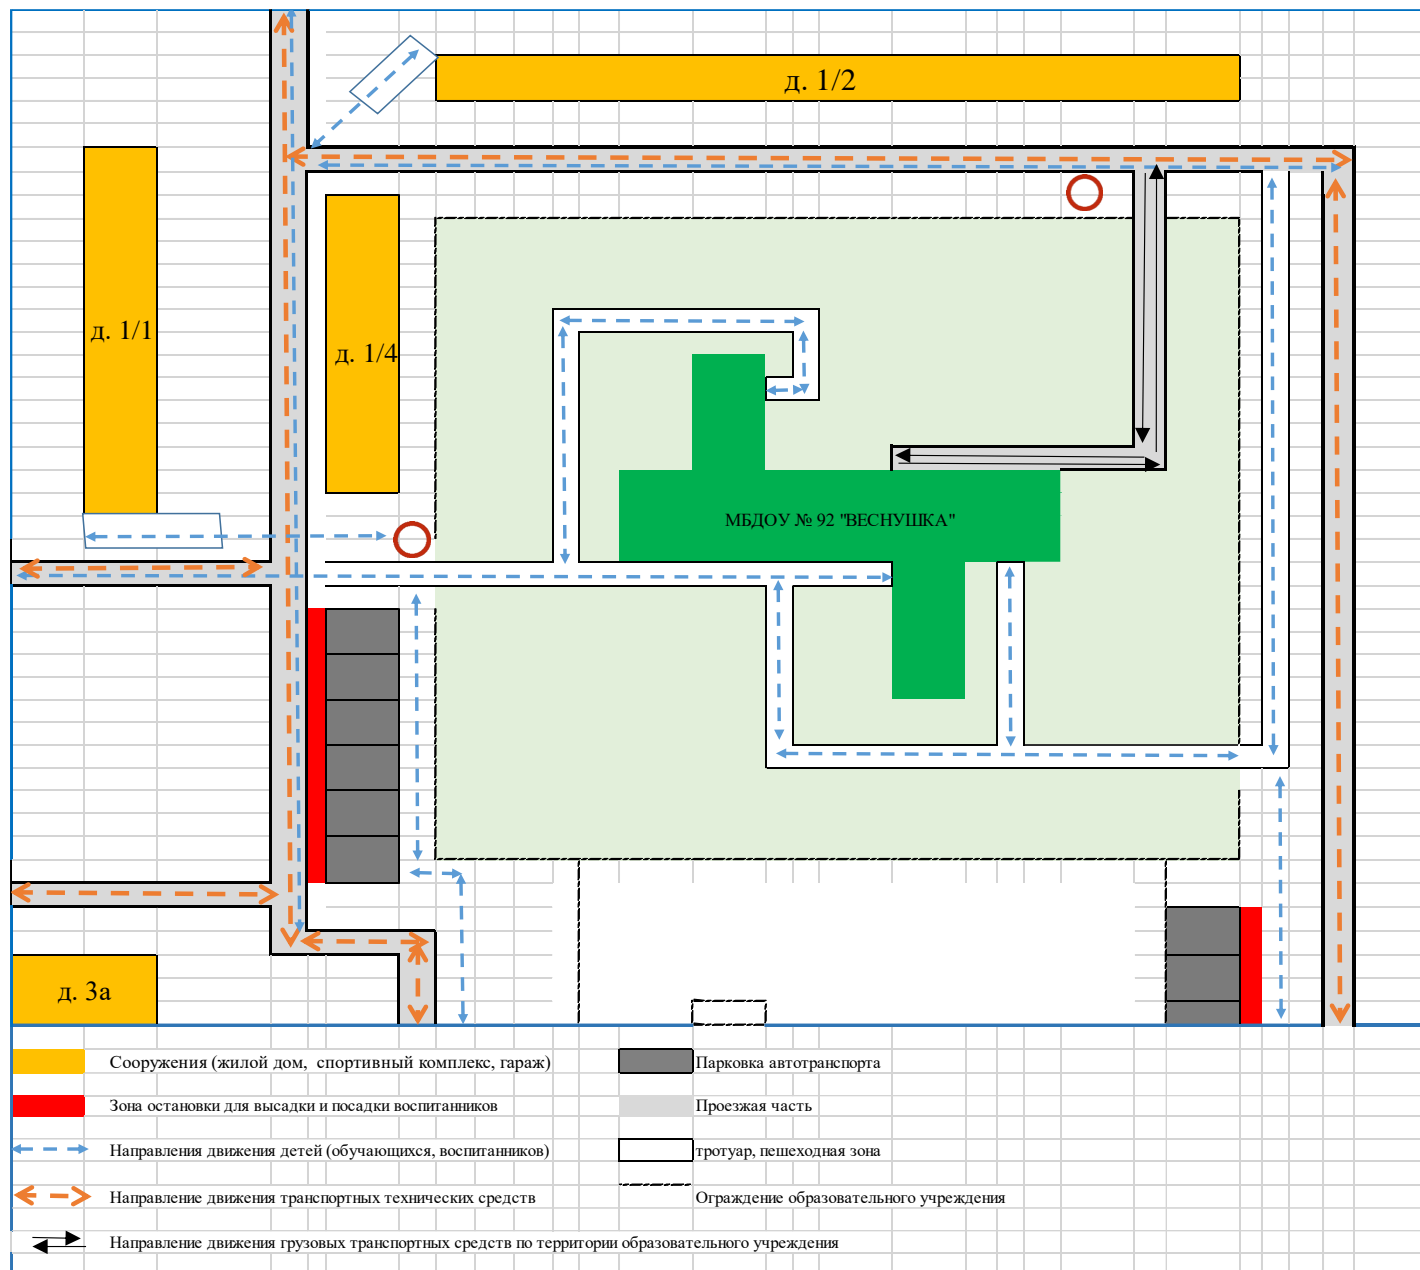 д. 1/2
д. 1/1
д. 1/4
МБДОУ № 92 "ВЕСНУШКА"
д. 3а
Сооружения (жилой дом, спортивный комплекс, гараж)
Парковка автотранспорта
Зона остановки для высадки и посадки воспитанников
Проезжая часть
Направления движения детей (обучающихся, воспитанников)
тротуар, пешеходная зона
Направление движения транспортных технических средств
Ограждение образовательного учреждения
Направление движения грузовых транспортных средств по территории образовательного учреждения